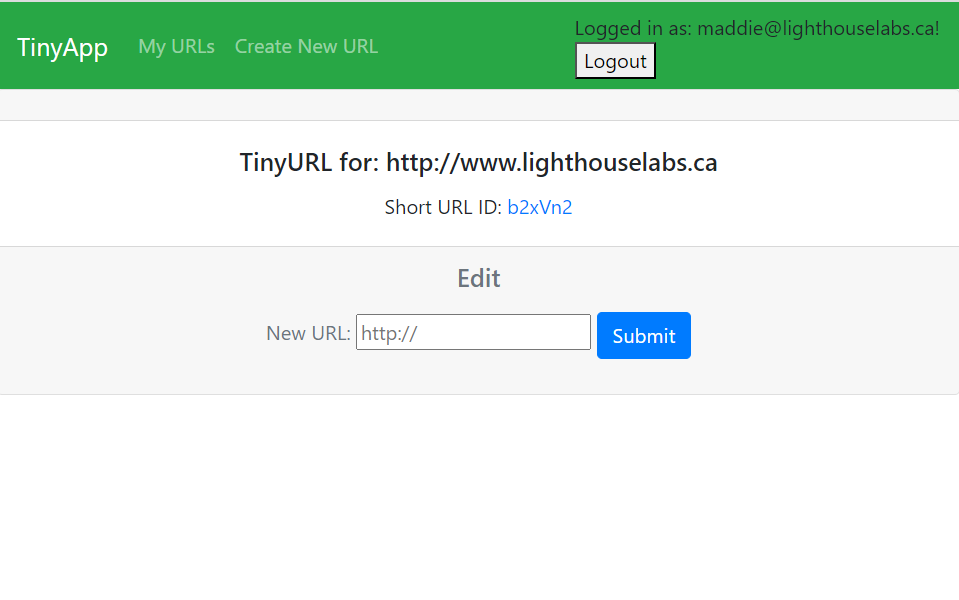 TinyApp My URLs Create New URL
Logged in as: maddie@lighthouselabs.ca!
Logout
TinyURL for: http://www.lighthouselabs.ca
Short URL ID: b2xVn2
Edit
New URL: http:// Submit